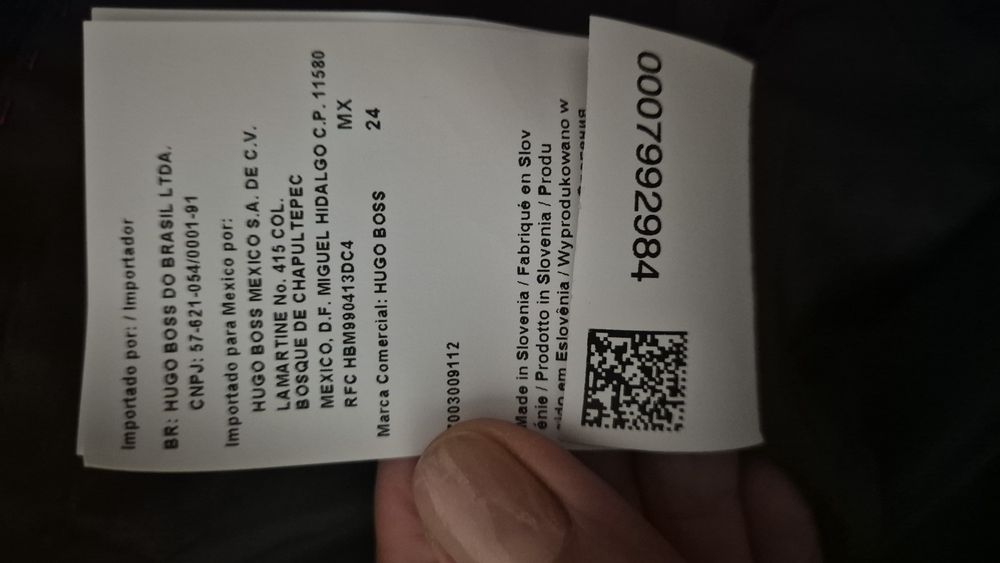 Importado por: / Importador
BR: HUGO BOSS DO BRASIL LTDA.
CNPJ: 57-621-054/0001-91
Importado para Mexico por:
HUGO BOSS MEXICO S.A. DE C.V.
LAMARTINE No. 415 COL.
BOSQUE DE CHAPULTEPEC
MEXICO, D.F. MIGUEL HIDALGO C.P. 11580
RFC HBM990413DC4 MX
Marca Comercial: HUGO BOSS 24
7003009112
Made in Slovenia / Fabriqué en Slov
énie / Prodotto in Slovenia / Produ
zido em Eslovênia / Wyprodukowano w
0007992984